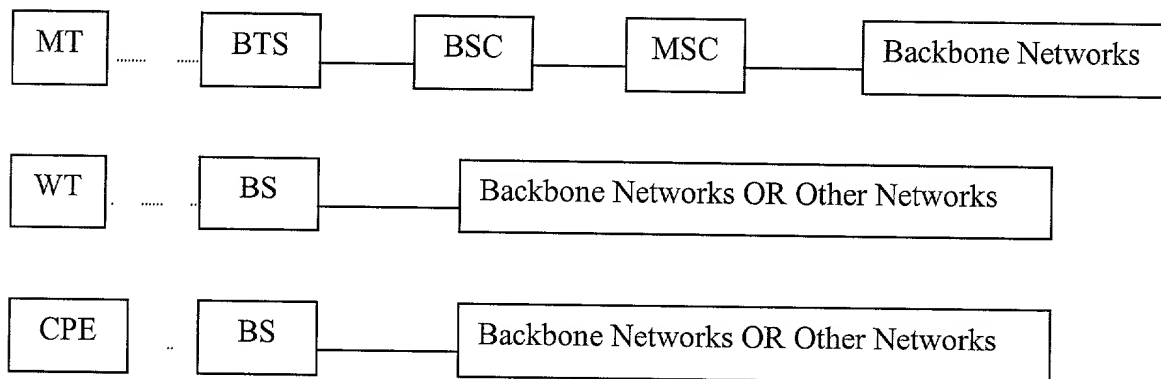 MT BTS BSC MSC Backbone Networks
WT BS Backbone Networks OR Other Networks
CPE BS Backbone Networks OR Other Networks